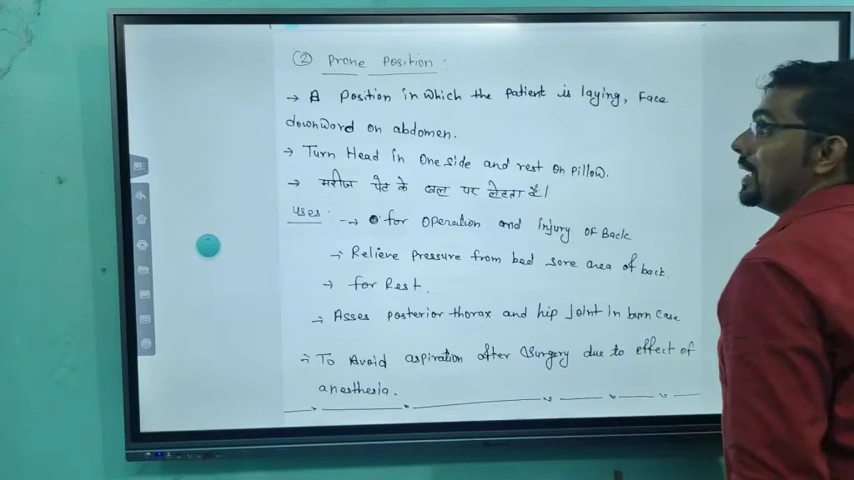 ② Prone Position :
→ A Position in which the patient is laying, Face
downward on abdomen.
→ Turn Head in one side and rest on pillow.
→ मरीज पेट के बल पर लेटता है।
Uses :- → for operation and injury of Back
→ Relieve Pressure from bed sore area of back.
→ for Rest.
→ Asses posterior thorax and hip Joint in burn case
→ To Avoid aspiration after Surgery due to effect of
anesthesia.